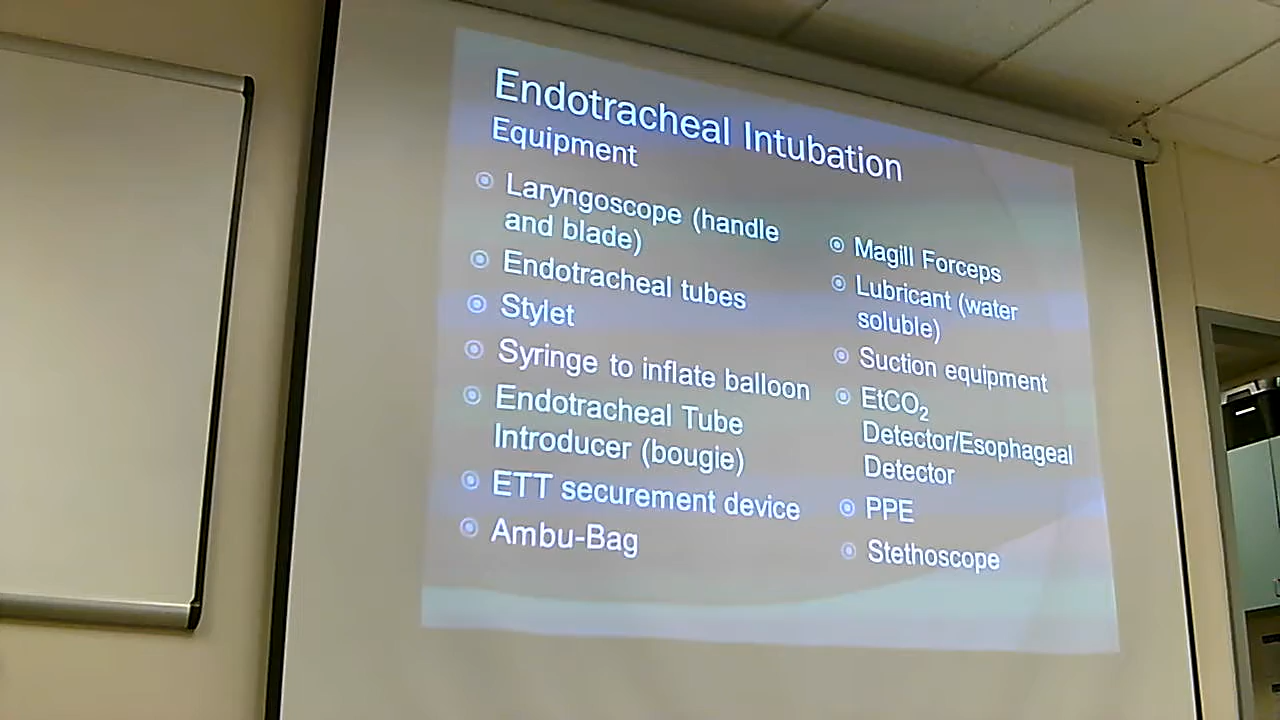 Endotracheal Intubation
Equipment
Laryngoscope (handle
and blade)
Endotracheal tubes
Stylet
Syringe to inflate balloon
Endotracheal Tube
Introducer (bougie)
ETT securement device
Ambu-Bag
Magill Forceps
Lubricant (water
soluble)
Suction equipment
EtCO₂
Detector/Esophageal
Detector
PPE
Stethoscope